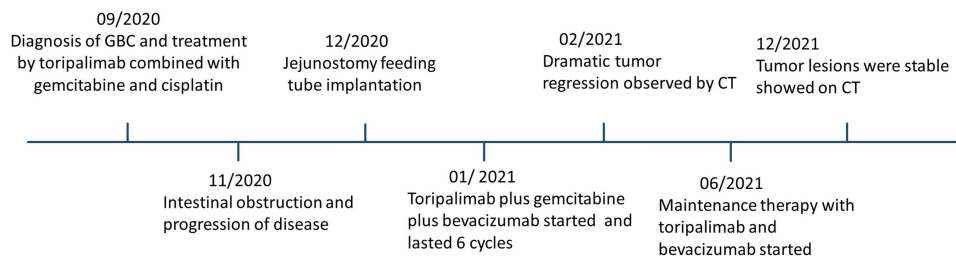 09/2020
Diagnosis of GBC and treatment
by toripalimab combined with
gemcitabine and cisplatin
11/2020
Intestinal obstruction and
progression of disease
12/2020
Jejunostomy feeding
tube implantation
01/ 2021
Toripalimab plus gemcitabine
plus bevacizumab started and
lasted 6 cycles
02/2021
Dramatic tumor
regression observed by CT
06/2021
Maintenance therapy with
toripalimab and
bevacizumab started
12/2021
Tumor lesions were stable
showed on CT